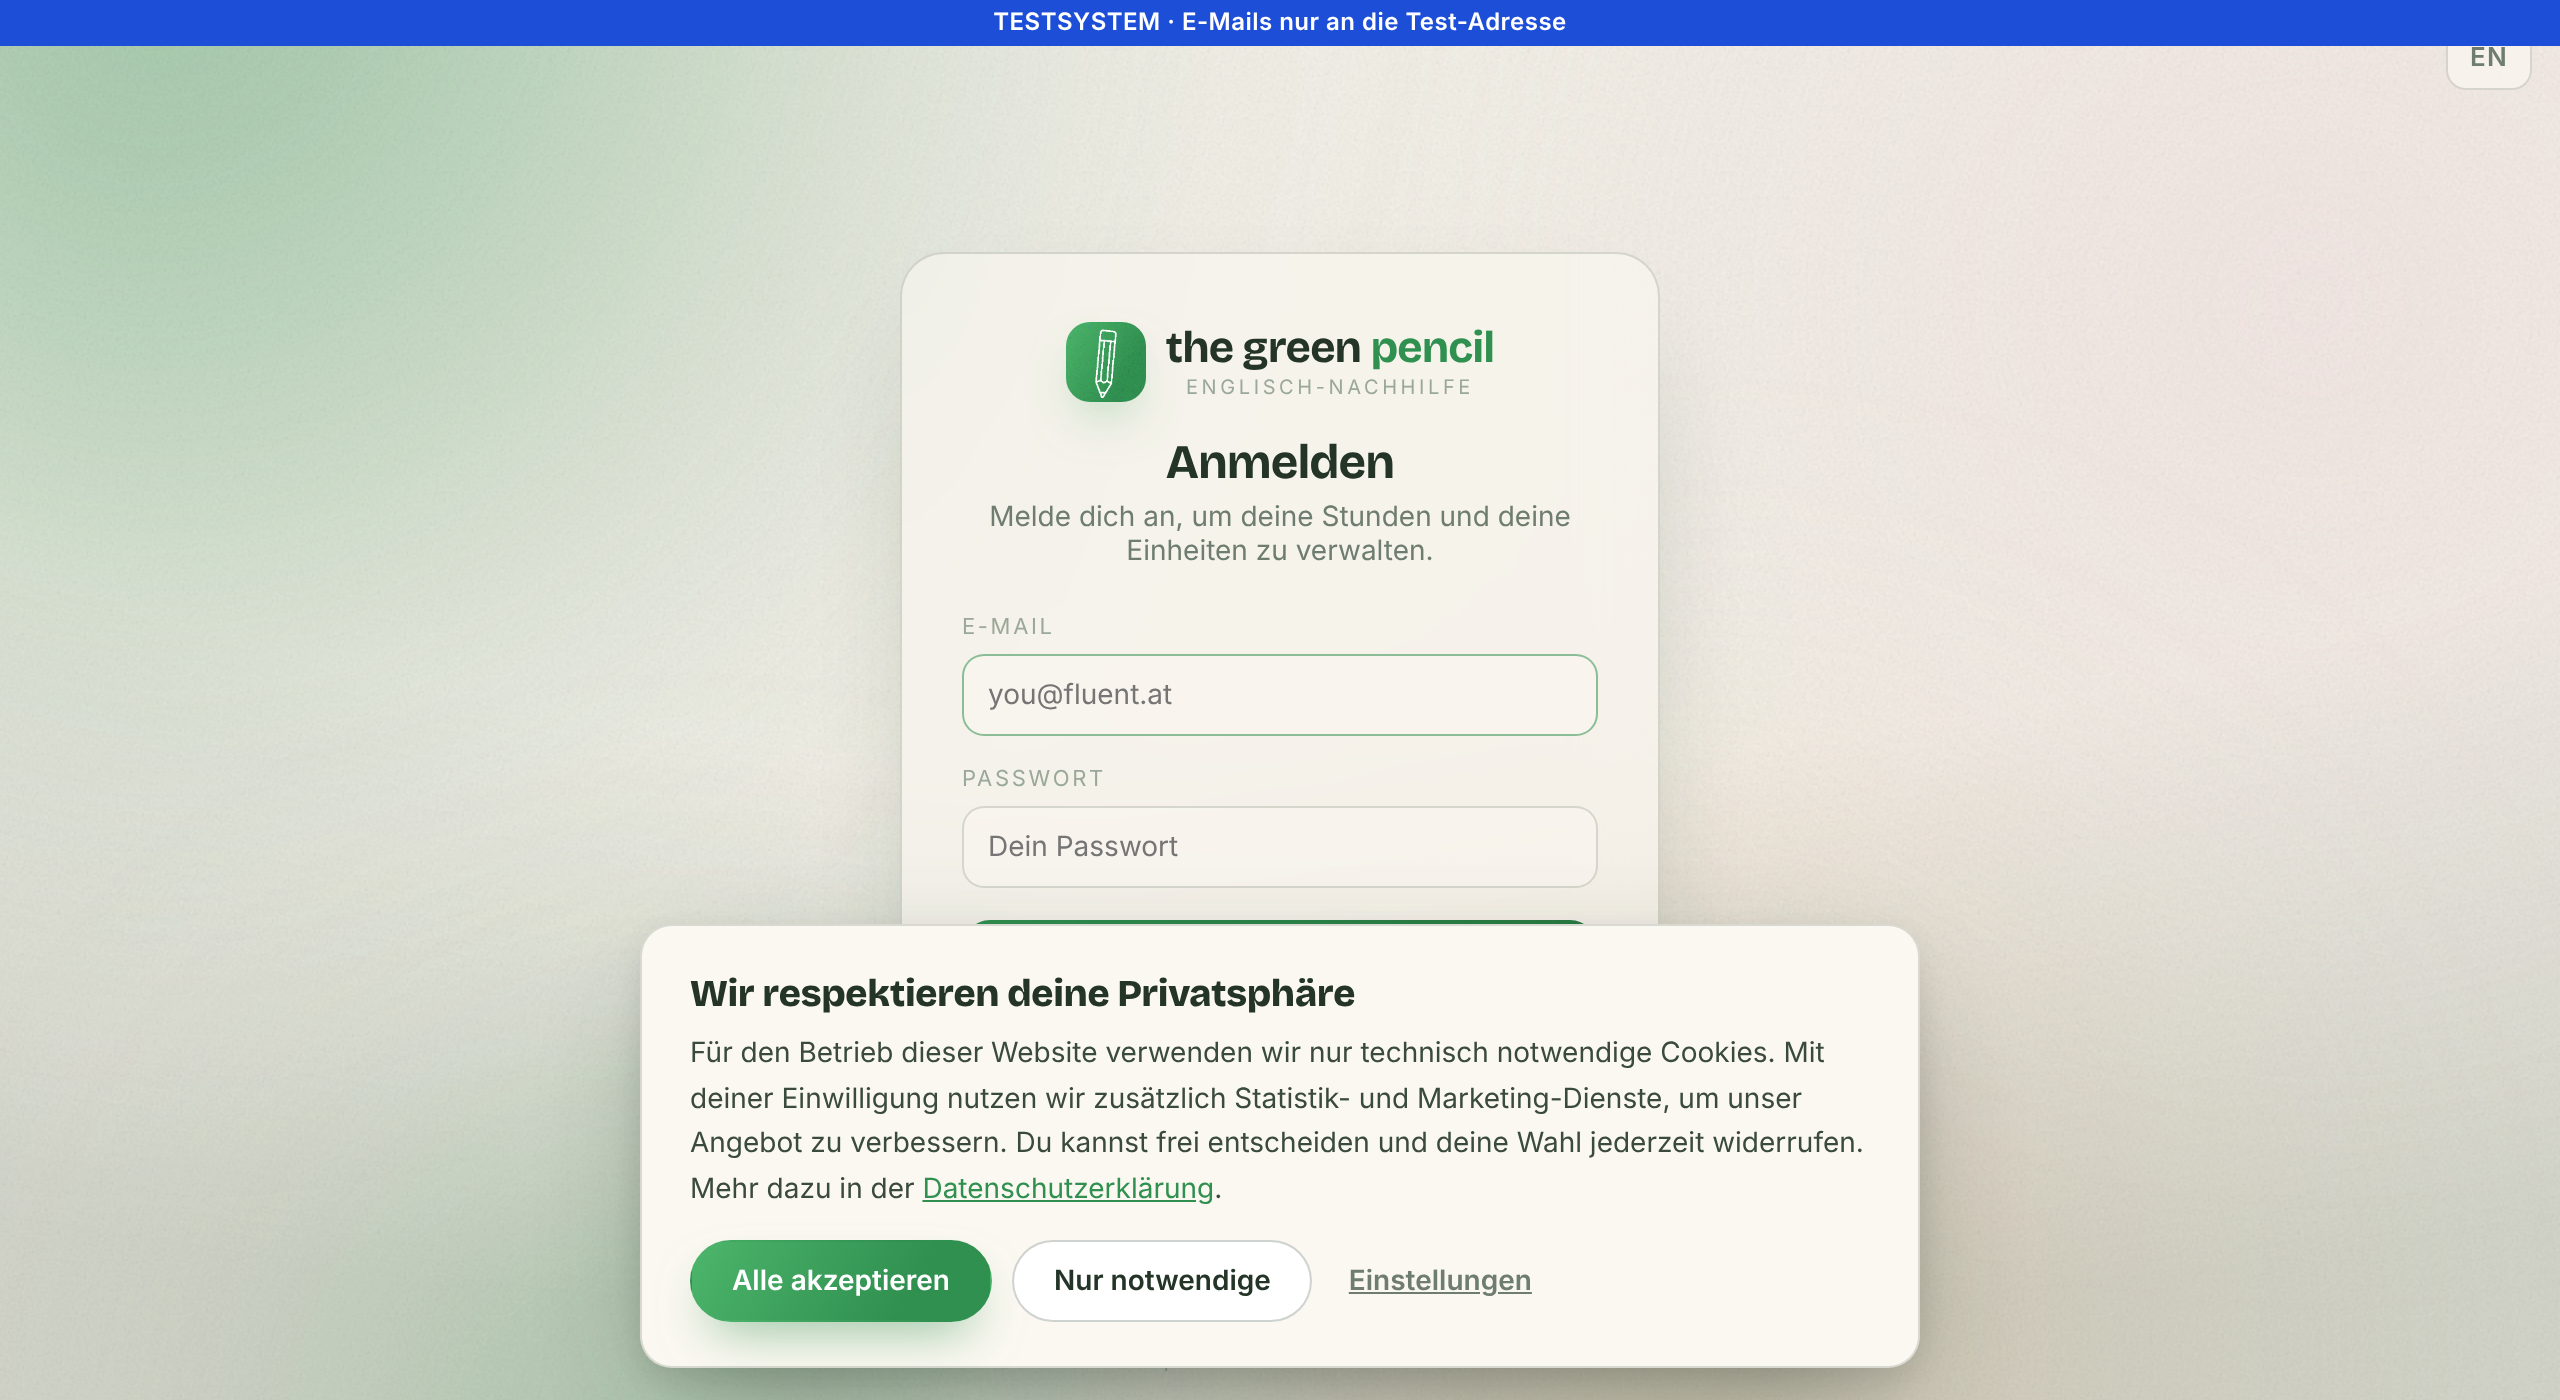 TESTSYSTEM · E-Mails nur an die Test-Adresse
EN
the green pencil
ENGLISCH-NACHHILFE
Anmelden
Melde dich an, um deine Stunden und deine
Einheiten zu verwalten.
E-MAIL
you@fluent.at
PASSWORT
Dein Passwort
Wir respektieren deine Privatsphäre
Für den Betrieb dieser Website verwenden wir nur technisch notwendige Cookies. Mit
deiner Einwilligung nutzen wir zusätzlich Statistik- und Marketing-Dienste, um unser
Angebot zu verbessern. Du kannst frei entscheiden und deine Wahl jederzeit widerrufen.
Mehr dazu in der Datenschutzerklärung.
Alle akzeptieren
Nur notwendige
Einstellungen